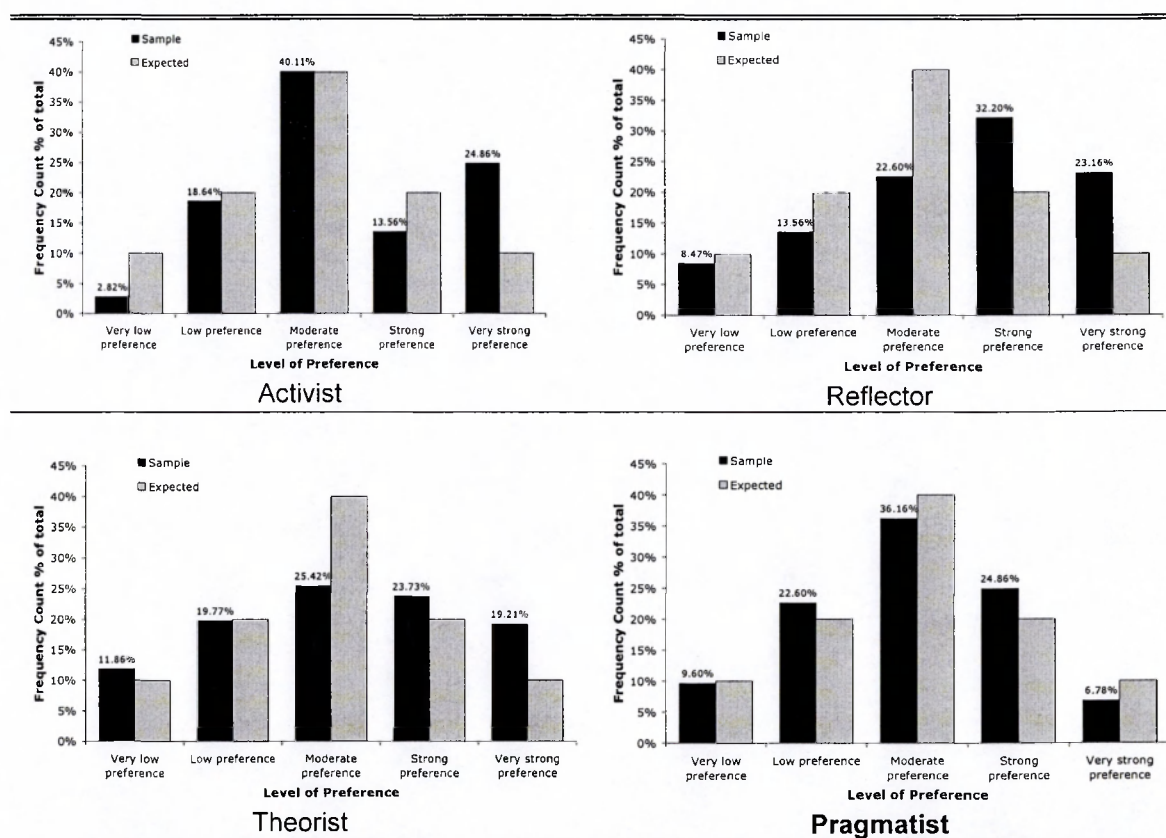 Sample
Expected
45%
40%
35%
30%
25%
20%
15%
10%
5%
0%
Frequency Count % of total
2.82%
18.64%
40.11%
13.56%
24.86%
Very low preference
Low preference
Moderate preference
Strong preference
Very strong preference
Level of Preference
Activist
Sample
Expected
45%
40%
35%
30%
25%
20%
15%
10%
5%
0%
Frequency Count % of total
8.47%
13.56%
22.60%
32.20%
23.16%
Very low preference
Low preference
Moderate preference
Strong preference
Very strong preference
Level of Preference
Reflector
Sample
Expected
45%
40%
35%
30%
25%
20%
15%
10%
5%
0%
Frequency Count % of total
11.86%
19.77%
25.42%
23.73%
19.21%
Very low preference
Low preference
Moderate preference
Strong preference
Very strong preference
Theorist
Sample
Expected
45%
40%
35%
30%
25%
20%
15%
10%
5%
0%
Frequency Count % of total
9.60%
22.60%
36.16%
24.86%
6.78%
Very low preference
Low preference
Moderate preference
Strong preference
Very strong preference
Level of Preference
Pragmatist